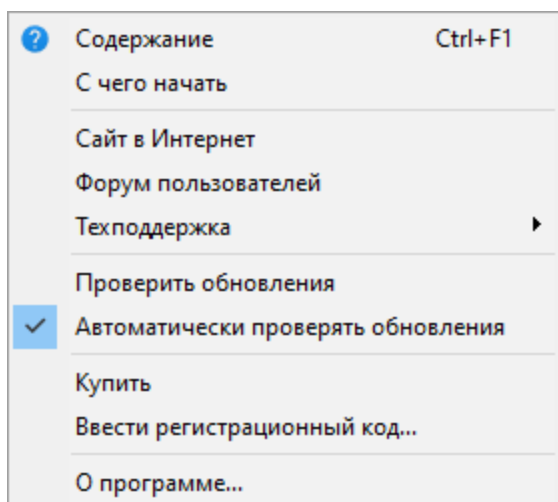 Содержание Ctrl+F1
С чего начать
Сайт в Интернет
Форум пользователей
Техподдержка
Проверить обновления
Автоматически проверять обновления
Купить
Ввести регистрационный код...
О программе...